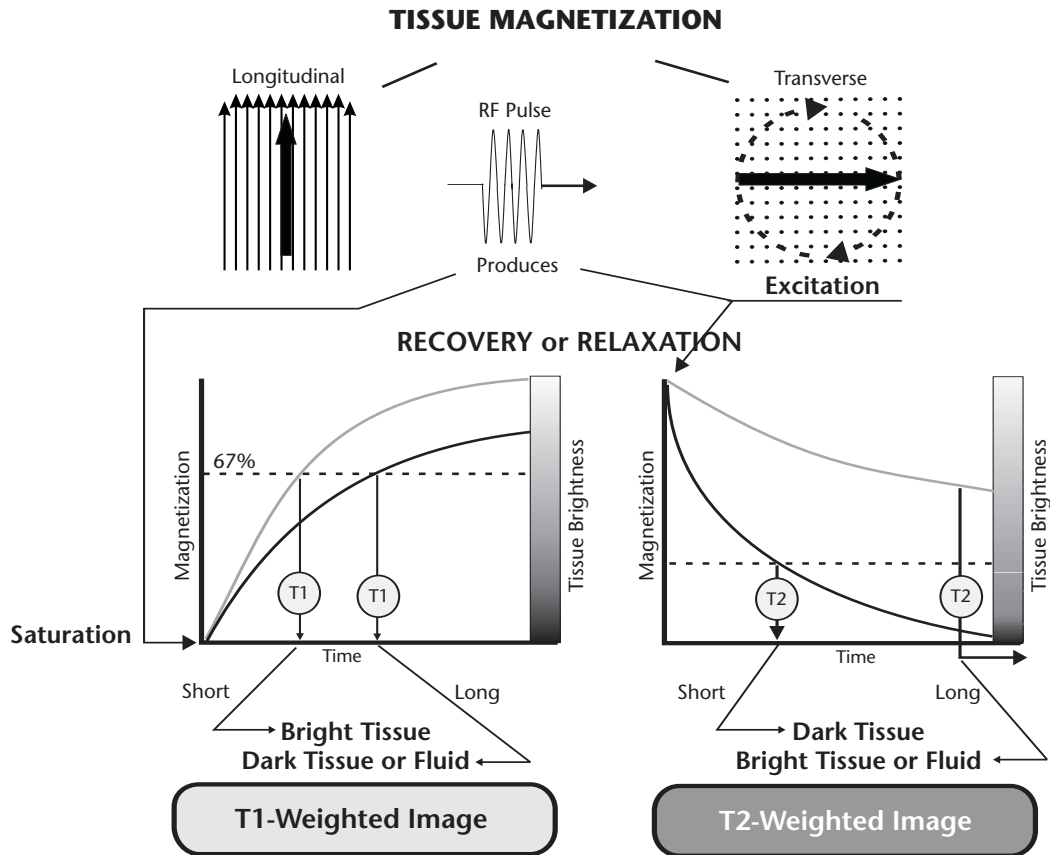 TISSUE MAGNETIZATION
Longitudinal
RF Pulse
Transverse
Produces
Excitation
RECOVERY or RELAXATION
67%
Magnetization
T1
T1
Tissue Brightness
Magnetization
T2
T2
Tissue Brightness
Saturation
Time
Time
Short
Long
Short
Long
Bright Tissue
Dark Tissue or Fluid
Dark Tissue
Bright Tissue or Fluid
T1-Weighted Image
T2-Weighted Image